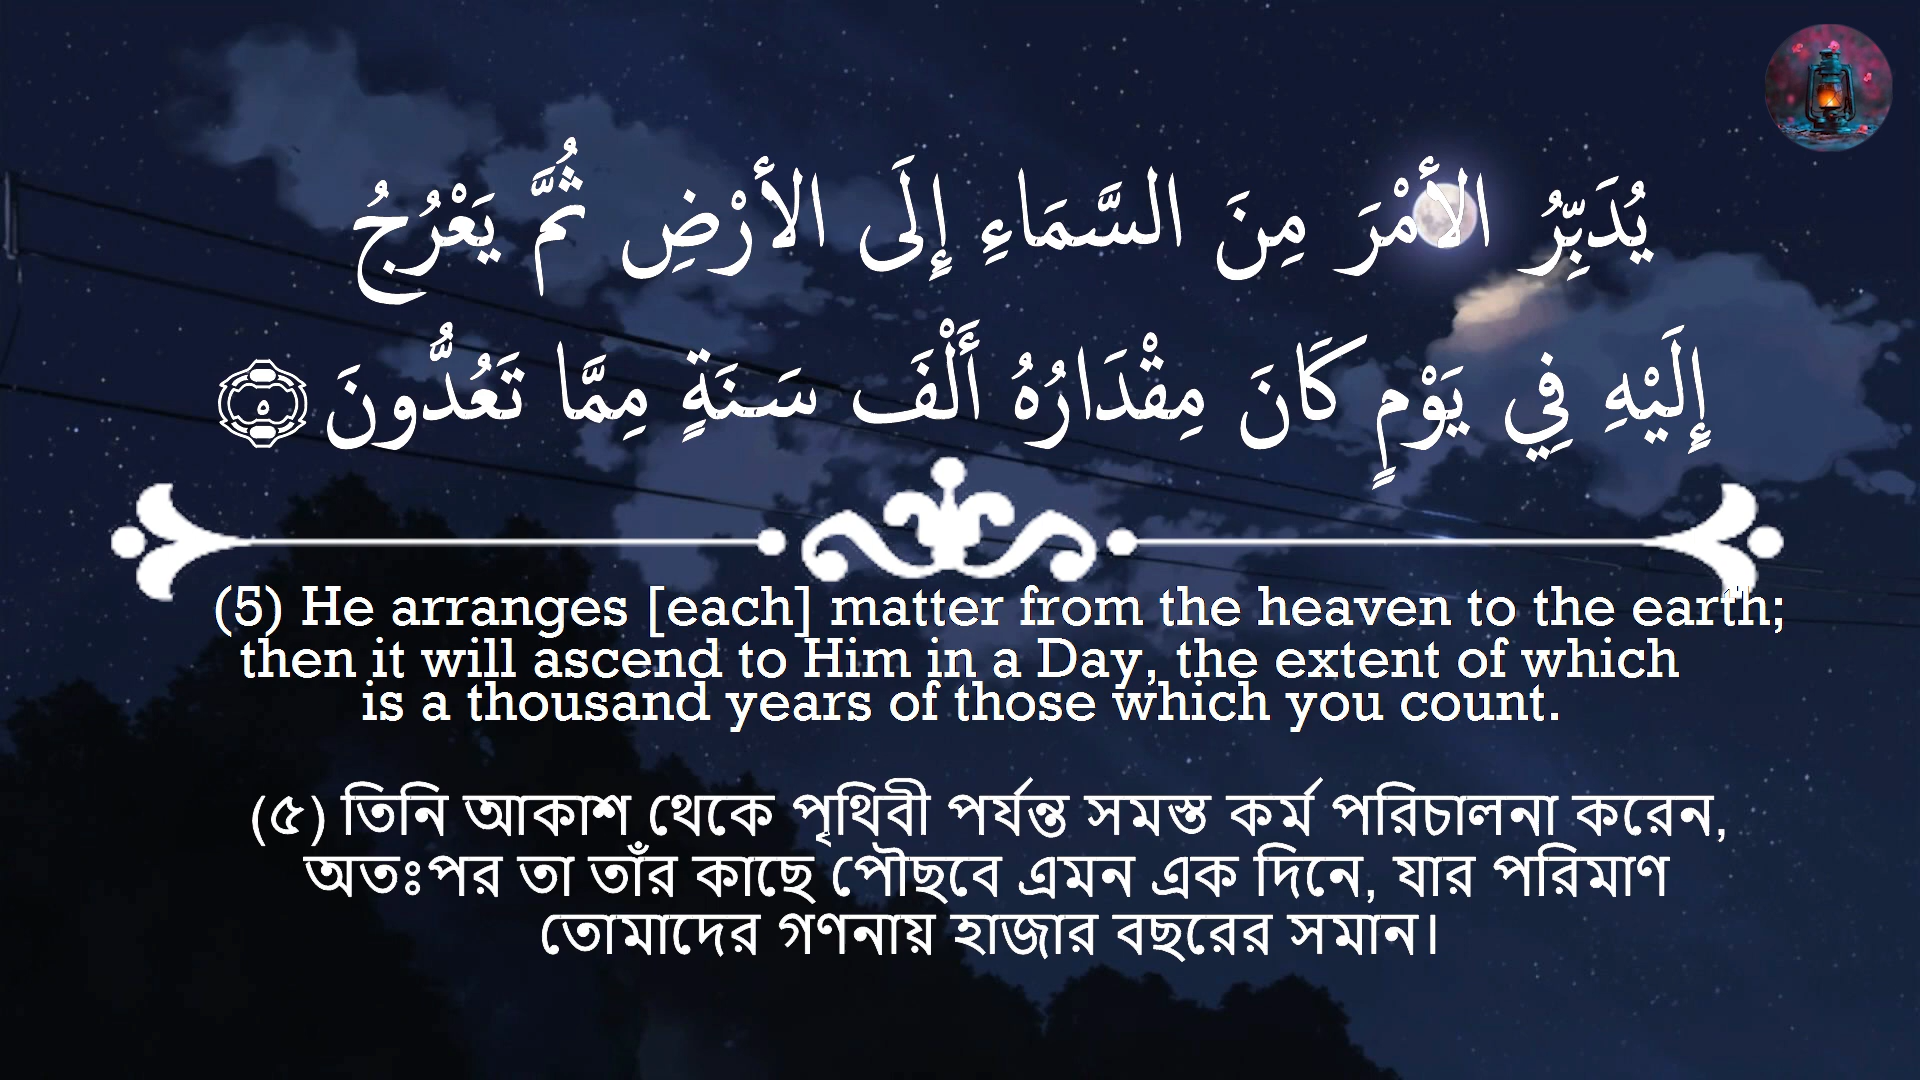 يُدَبِّرُ الأَمْرَ مِنَ السَّمَاءِ إِلَى الأَرْضِ ثُمَّ يَعْرُجُ
إِلَيْهِ فِي يَوْمٍ كَانَ مِقْدَارُهُ أَلْفَ سَنَةٍ مِمَّا تَعُدُّونَ ٥
(5) He arranges [each] matter from the heaven to the earth;
then it will ascend to Him in a Day, the extent of which
is a thousand years of those which you count.
(৫) তিনি আকাশ থেকে পৃথিবী পর্যন্ত সমস্ত কর্ম পরিচালনা করেন,
অতঃপর তা তাঁর কাছে পৌছবে এমন এক দিনে, যার পরিমাণ
তোমাদের গণনায় হাজার বছরের সমান।